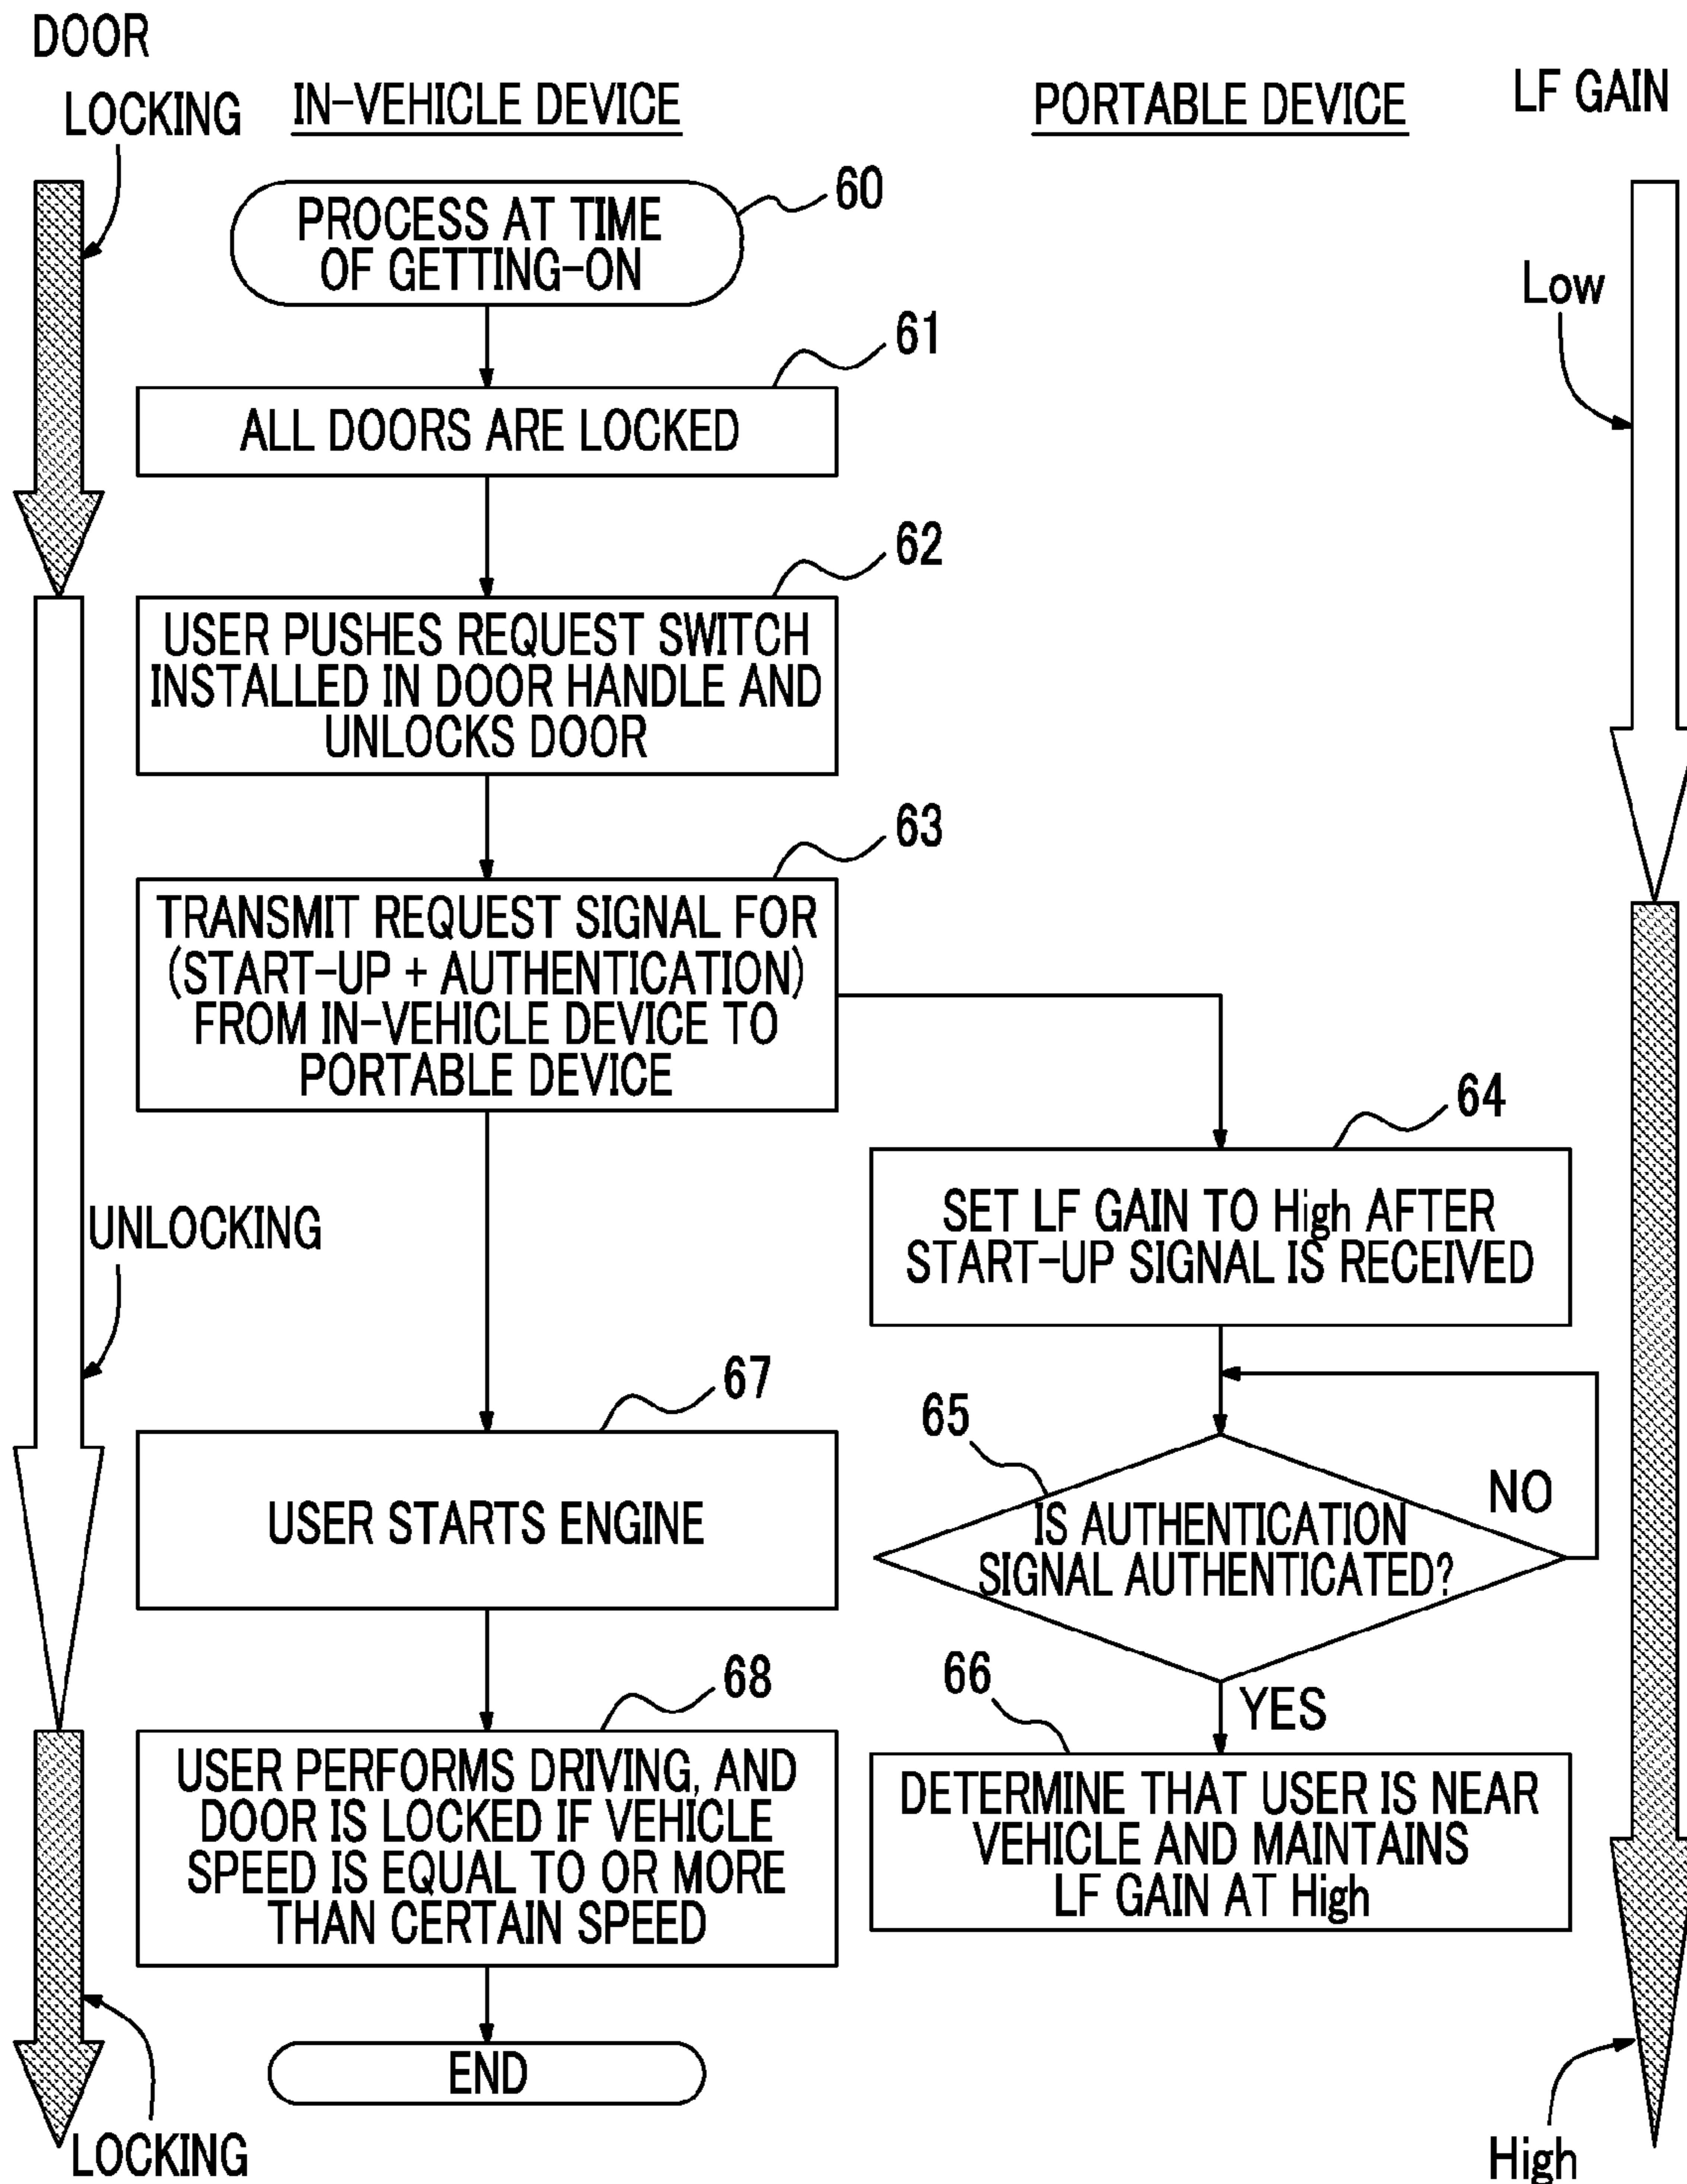 DOOR
LOCKING
IN-VEHICLE DEVICE
PORTABLE DEVICE
LF GAIN
60
PROCESS AT TIME
OF GETTING-ON
Low
61
ALL DOORS ARE LOCKED
62
USER PUSHES REQUEST SWITCH
INSTALLED IN DOOR HANDLE AND
UNLOCKS DOOR
63
TRANSMIT REQUEST SIGNAL FOR
(START-UP + AUTHENTICATION)
FROM IN-VEHICLE DEVICE TO
PORTABLE DEVICE
64
SET LF GAIN TO High AFTER
START-UP SIGNAL IS RECEIVED
UNLOCKING
67
USER STARTS ENGINE
65
NO
IS AUTHENTICATION
SIGNAL AUTHENTICATED?
YES
66
DETERMINE THAT USER IS NEAR
VEHICLE AND MAINTAINS
LF GAIN AT High
68
USER PERFORMS DRIVING, AND
DOOR IS LOCKED IF VEHICLE
SPEED IS EQUAL TO OR MORE
THAN CERTAIN SPEED
END
LOCKING
High